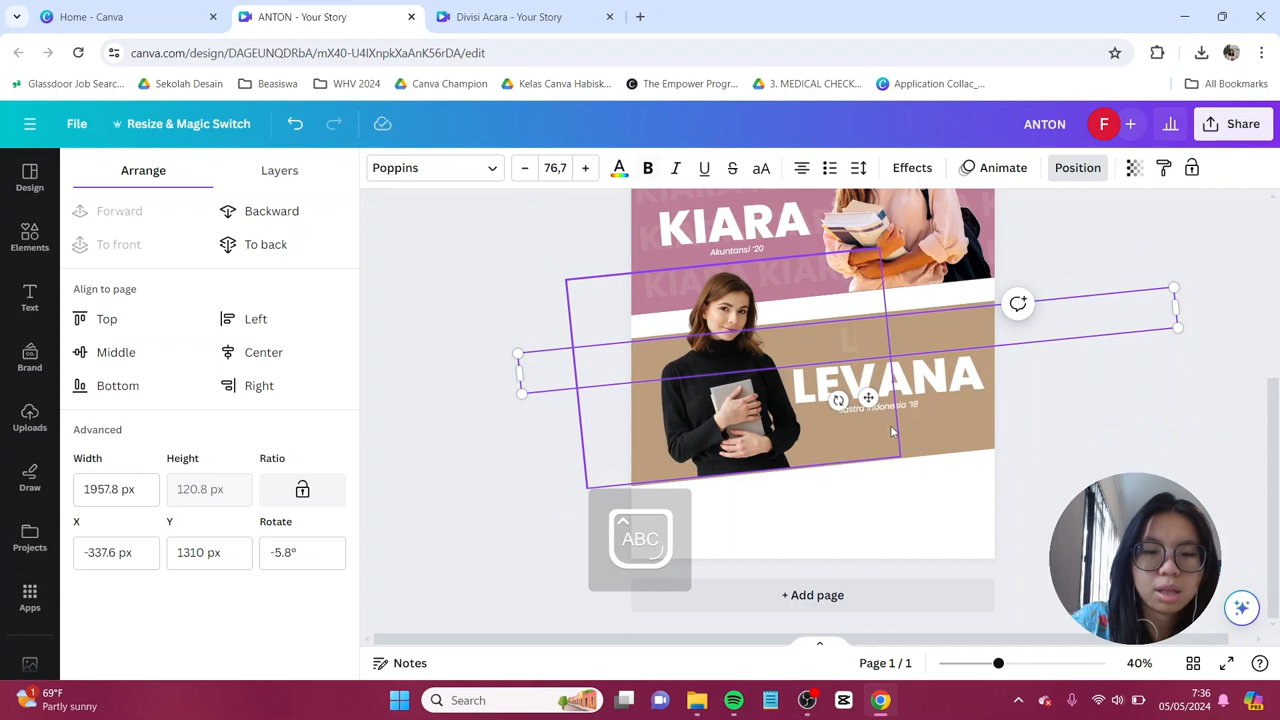 Home - Canva
ANTON - Your Story
Divisi Acara - Your Story
canva.com/design/DAGEUNQDRbA/mX40-U4IXnpkXaAnK56rDA/edit
Glassdoor Job Searc...
Sekolah Desain
Beasiswa
WHV 2024
Canva Champion
Kelas Canva Habisk...
The Empower Progr...
3. MEDICAL CHECK...
Application Collac_...
All Bookmarks
File
Resize & Magic Switch
ANTON
F
Share
Design
Elements
Text
Brand
Uploads
Draw
Projects
Apps
Arrange
Layers
Forward
Backward
To front
To back
Align to page
Top
Left
Middle
Center
Bottom
Right
Advanced
Width
Height
Ratio
1957.8 px
120.8 px
X
Y
Rotate
-337.6 px
1310 px
-5.8°
Poppins
76,7
B
I
U
S
aA
Effects
Animate
Position
KIARA
Akuntansi '20
KIARA KIARA
L
LEVANA
Sastra Indonesia '18
ABC
+ Add page
Notes
Page 1 / 1
40%
1
69°F
Partly sunny
Search
7:36
05/05/2024